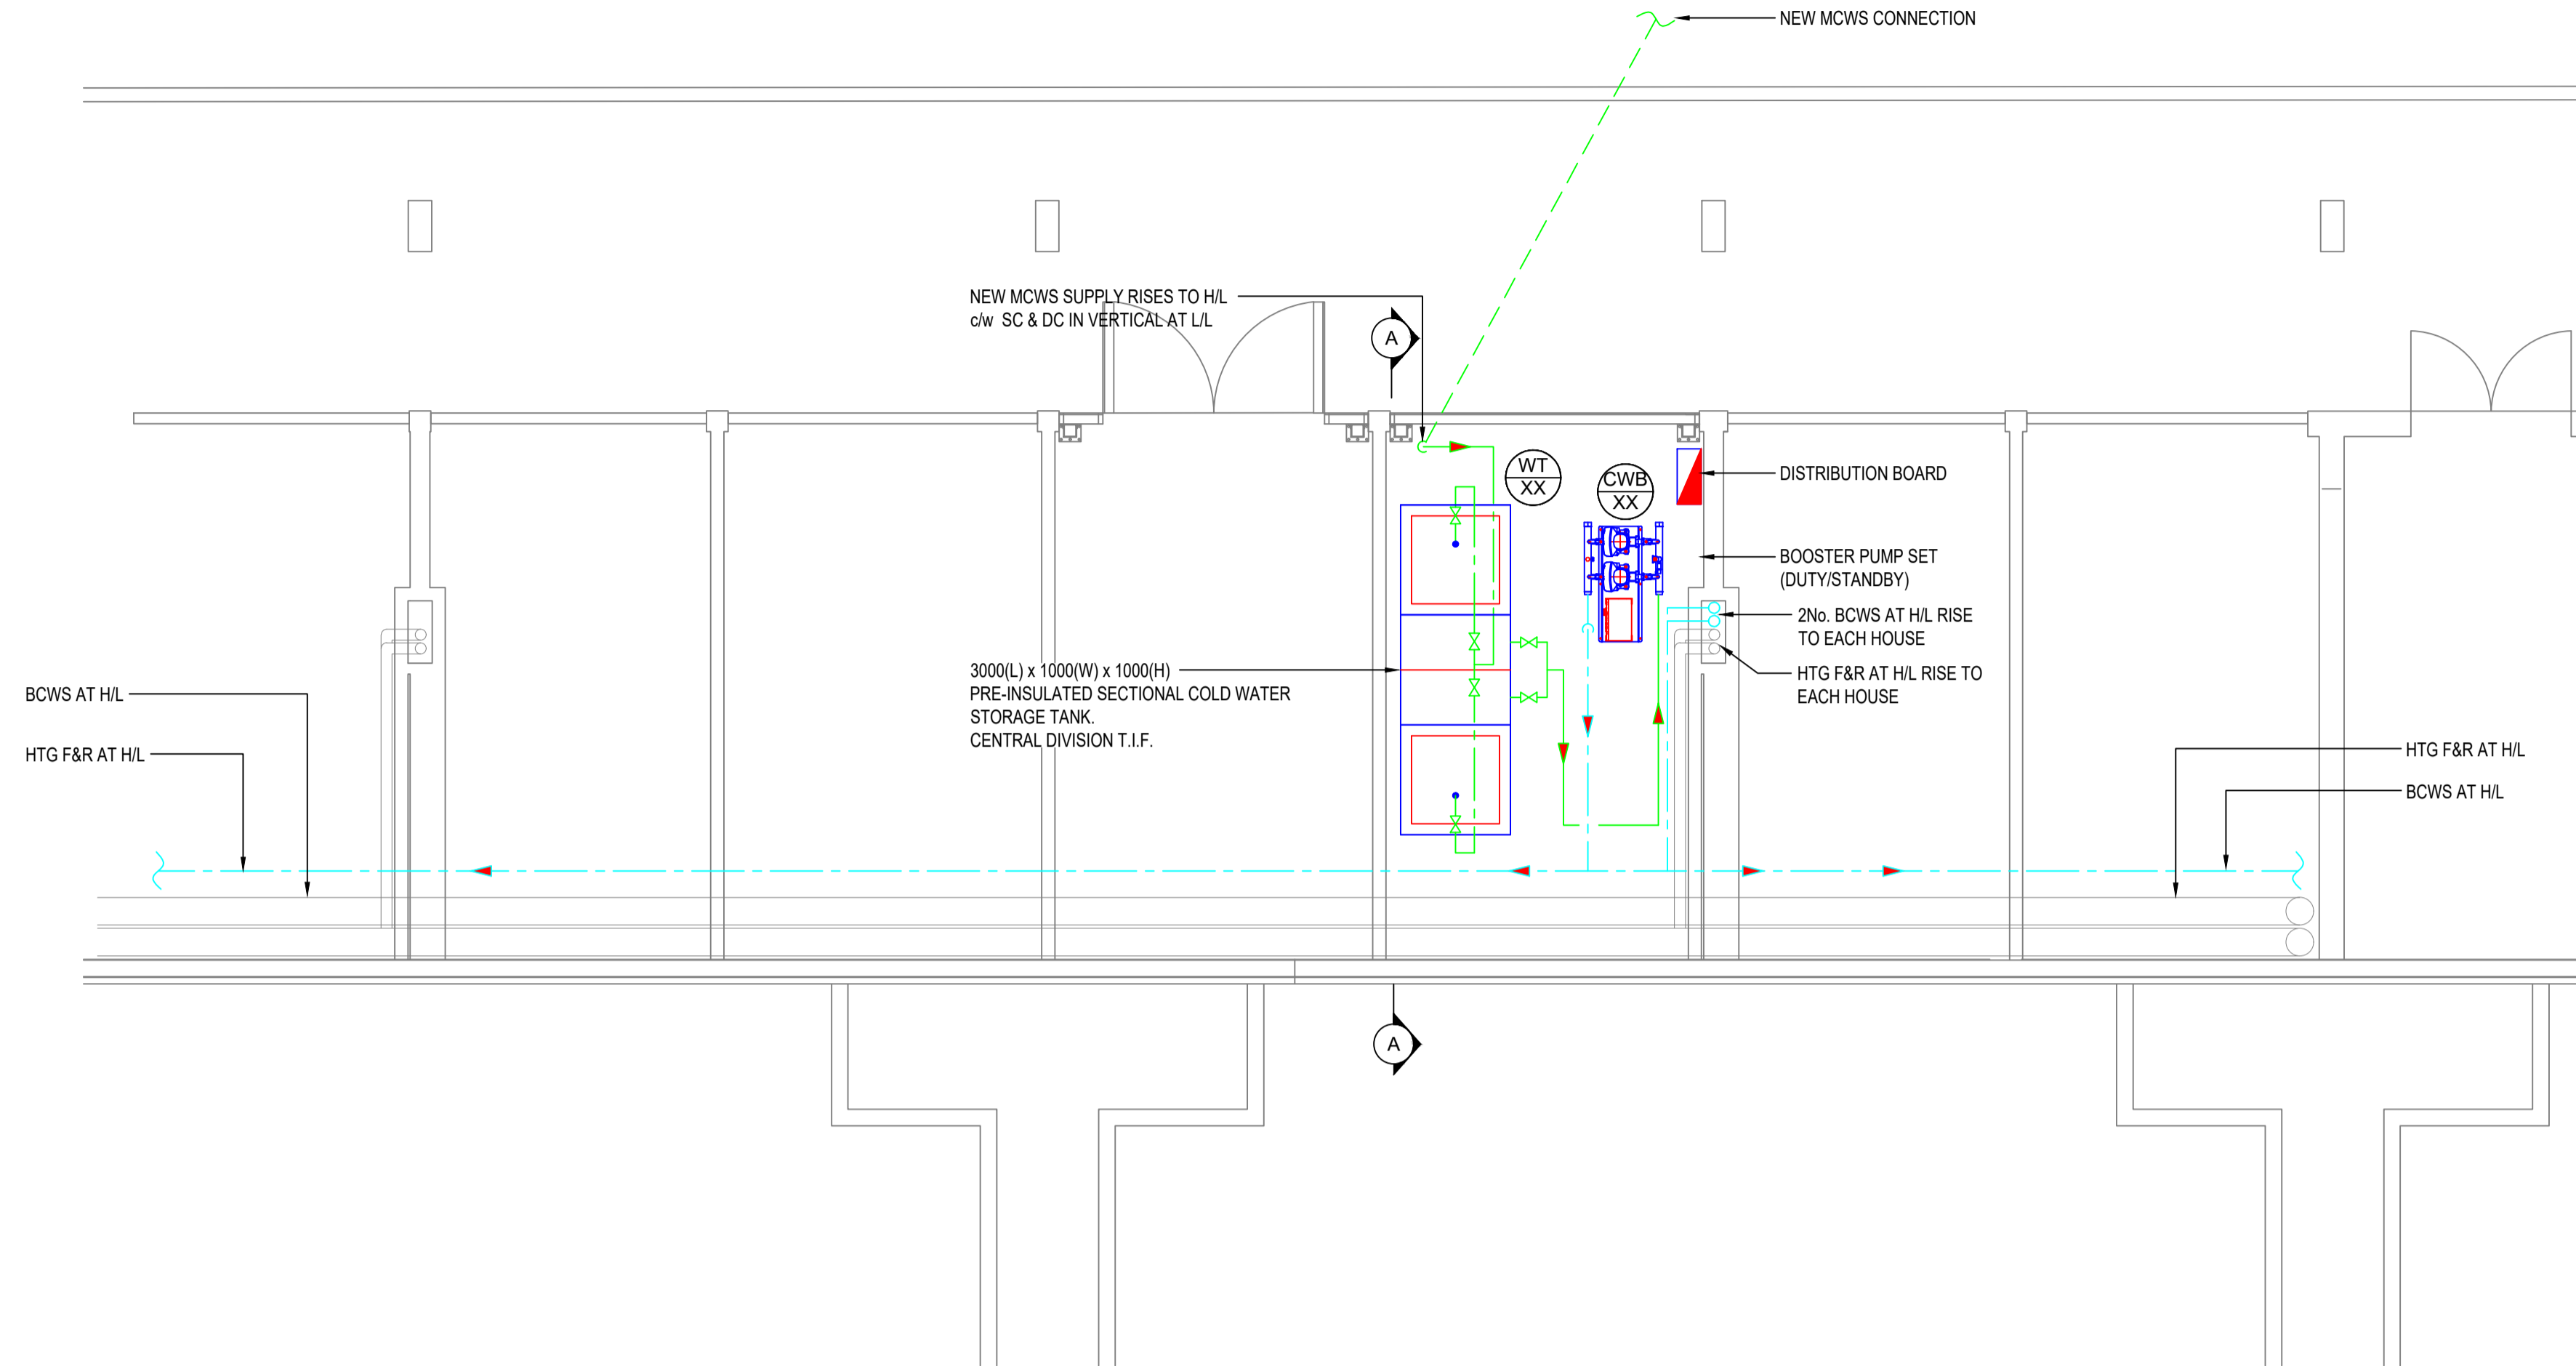 NEW MCWS CONNECTION
NEW MCWS SUPPLY RISES TO H/L
c/w SC & DC IN VERTICAL AT L/L
A
WT
XX
CWB
XX
DISTRIBUTION BOARD
BOOSTER PUMP SET
(DUTY/STANDBY)
2No. BCWS AT H/L RISE
TO EACH HOUSE
HTG F&R AT H/L RISE TO
EACH HOUSE
3000(L) x 1000(W) x 1000(H)
PRE-INSULATED SECTIONAL COLD WATER
STORAGE TANK.
CENTRAL DIVISION T.I.F.
BCWS AT H/L
HTG F&R AT H/L
HTG F&R AT H/L
BCWS AT H/L
A